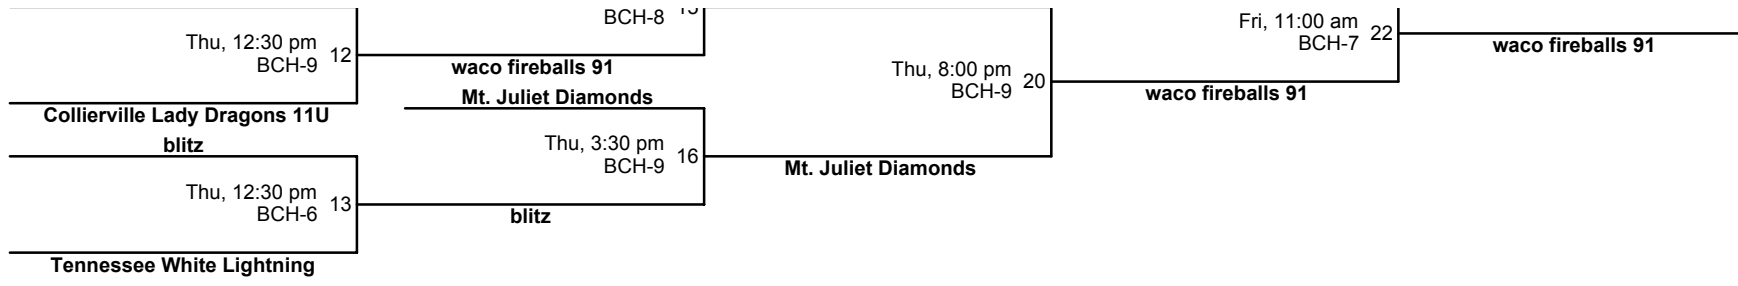 BCH-8
Fri, 11:00 am
BCH-7 22
waco fireballs 91
Thu, 12:30 pm
BCH-9 12
waco fireballs 91
Thu, 8:00 pm
BCH-9 20
waco fireballs 91
Mt. Juliet Diamonds
Collierville Lady Dragons 11U
blitz
Thu, 3:30 pm
BCH-9 16
Mt. Juliet Diamonds
Thu, 12:30 pm
BCH-6 13
blitz
Tennessee White Lightning